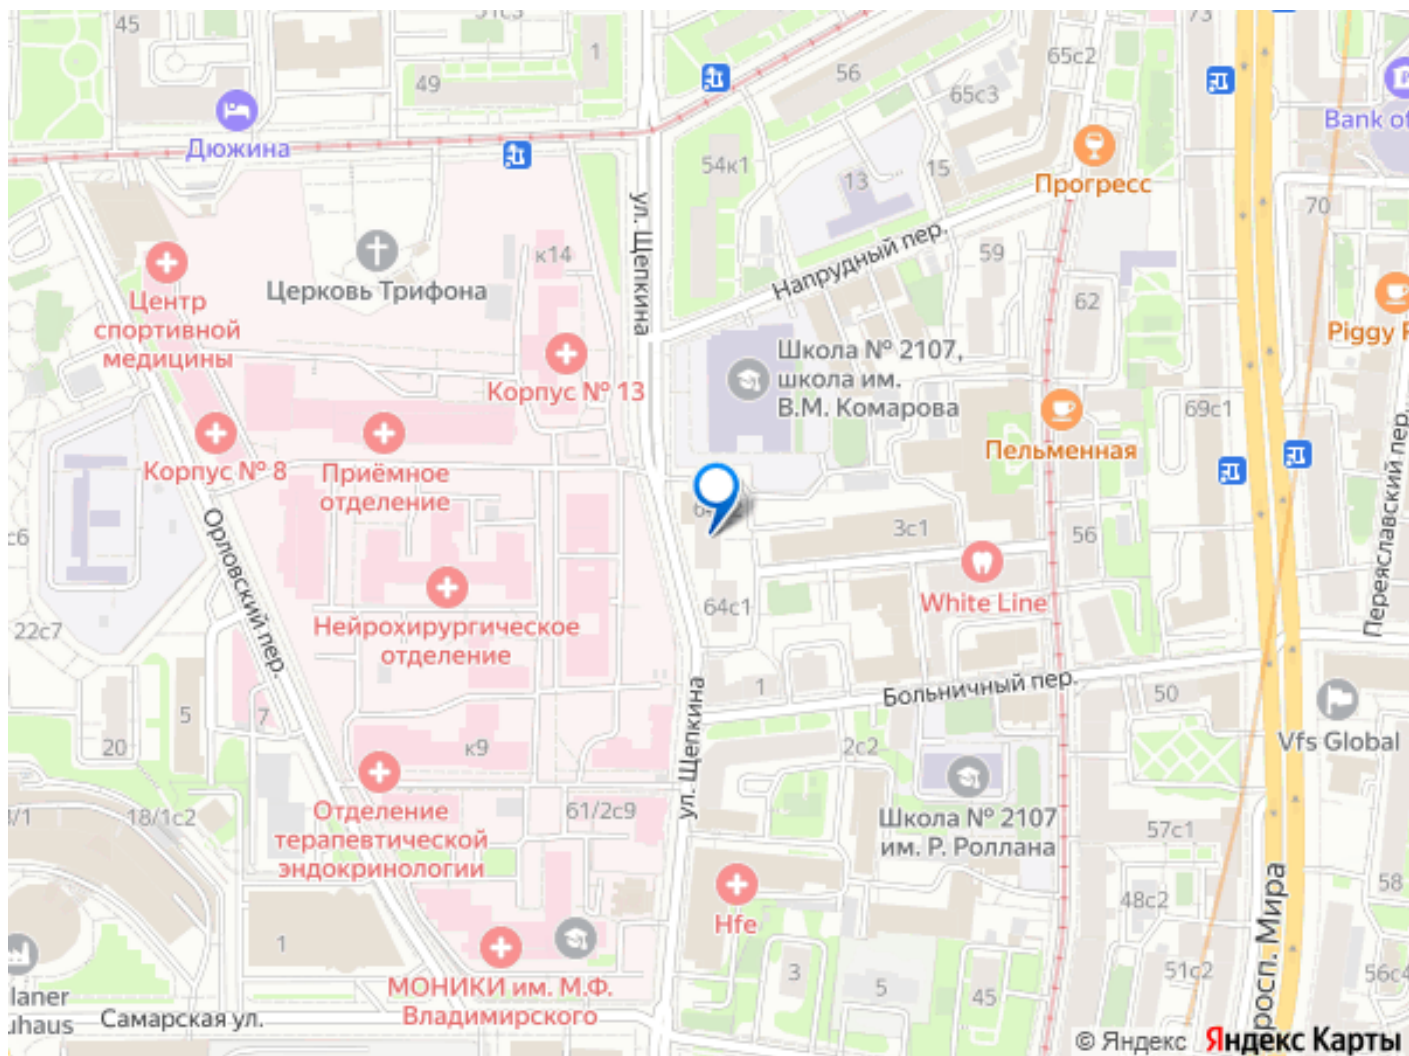 45
51с3
1
73
49
56
65с2
65с3
Bank of
Дюжина
54к1
13
15
Прогресс
70
ул. Щепкина
Напрудный пер.
59
к14
Церковь Трифона
Центр
спортивной
медицины
62
Piggy
Корпус № 13
Школа № 2107,
школа им.
В.М. Комарова
69с1
Пельменная
Корпус № 8
Приёмное
отделение
Переяславский пер.
Орловский пер.
3с1
56
64с1
White Line
22с7
Нейрохирургическое
отделение
Больничный пер.
1
50
5
7
20
к9
ул. Щепкина
2с2
Vfs Global
18/1с2
Отделение
терапевтической
эндокринологии
61/2с9
Школа № 2107
им. Р. Роллана
57с1
58
48с2
Hfe
1
3
5
45
51с2
56с4
просп. Мира
МОНИКИ им. М.Ф.
Владимирского
Самарская ул.
© Яндекс Яндекс Карты